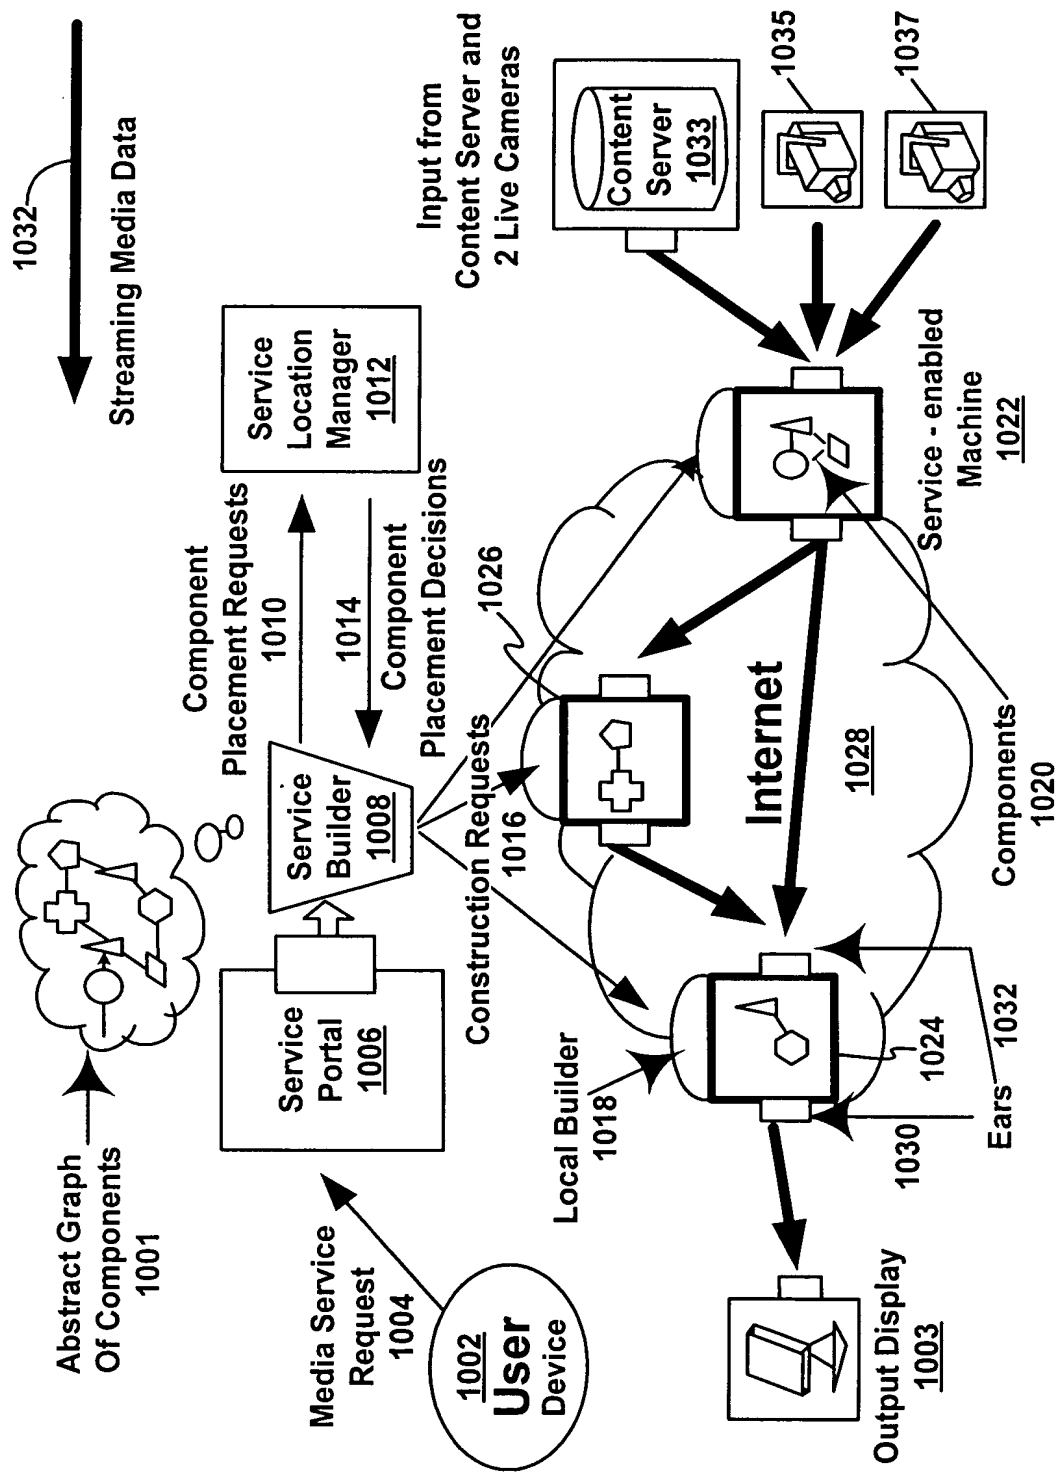 1032
Streaming Media Data
Abstract Graph
Of Components
1001
Media Service
Request
1004
1002
User
Device
Service
Portal
1006
Service
Builder
1008
Component
Placement Requests
1010
1014
Component
Placement Decisions
Service
Location
Manager
1012
Input from
Content Server and
2 Live Cameras
Content
Server
1033
1035
1037
Construction Requests
1016
1026
Local Builder
1018
Internet
1028
Service - enabled
Machine
1022
Components
1020
1024
1032
Ears
1030
Output Display
1003